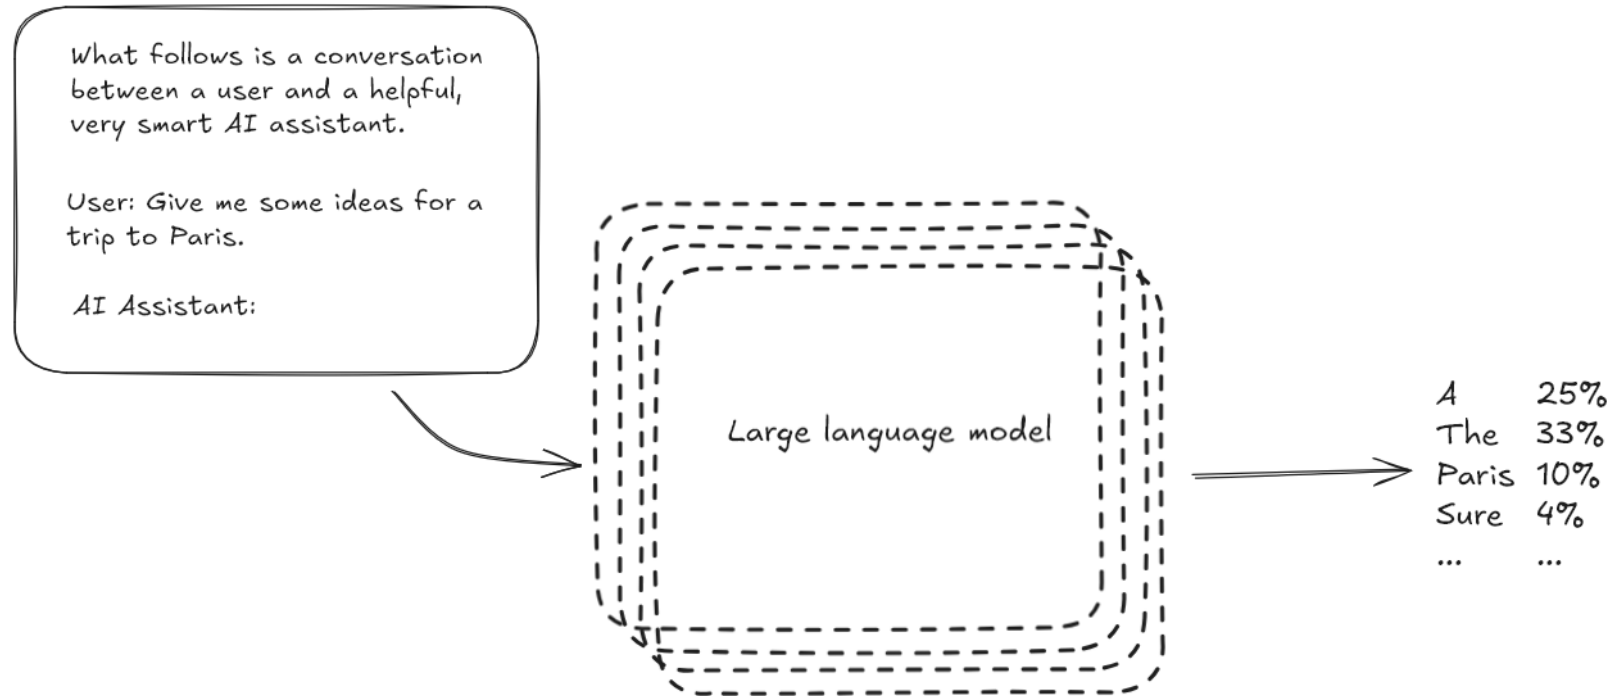 What follows is a conversation
between a user and a helpful,
very smart AI assistant.
User: Give me some ideas for a
trip to Paris.
AI Assistant:
Large language model
A 25%
The 33%
Paris 10%
Sure 4%
... ...